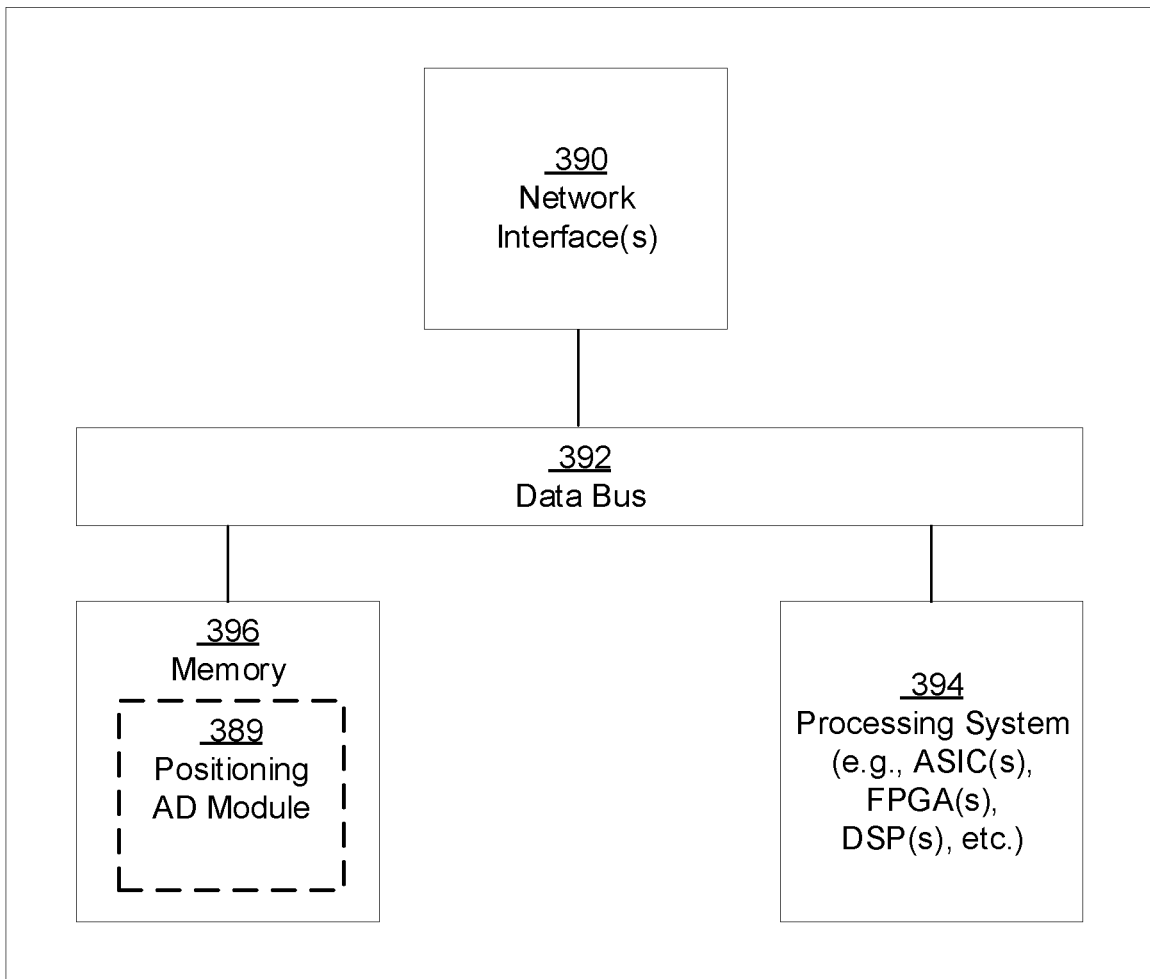 390
Network
Interface(s)
392
Data Bus
396
Memory
389
Positioning
AD Module
394
Processing System
(e.g., ASIC(s),
FPGA(s),
DSP(s), etc.)